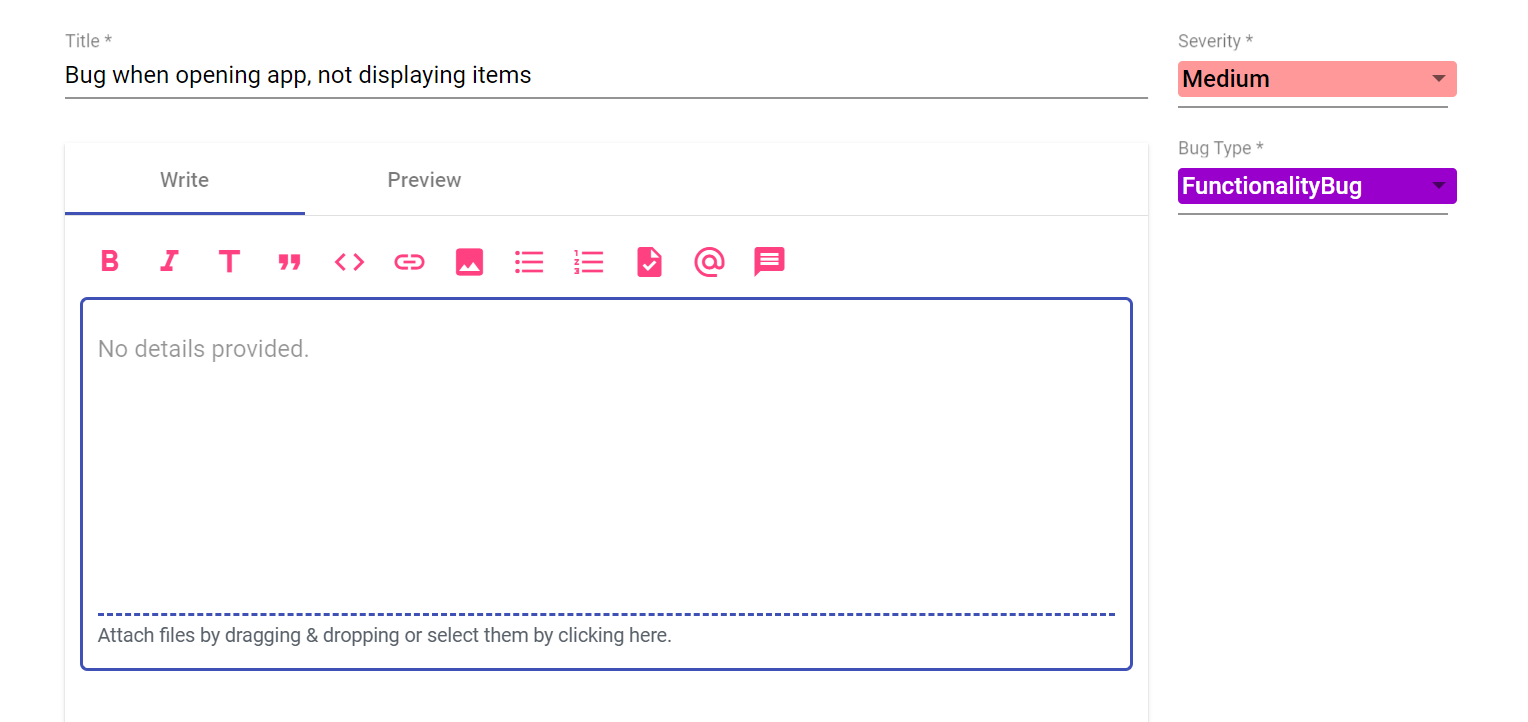 Title *
Bug when opening app, not displaying items
Severity *
Medium
Bug Type *
FunctionalityBug
Write
Preview
No details provided.
Attach files by dragging & dropping or select them by clicking here.